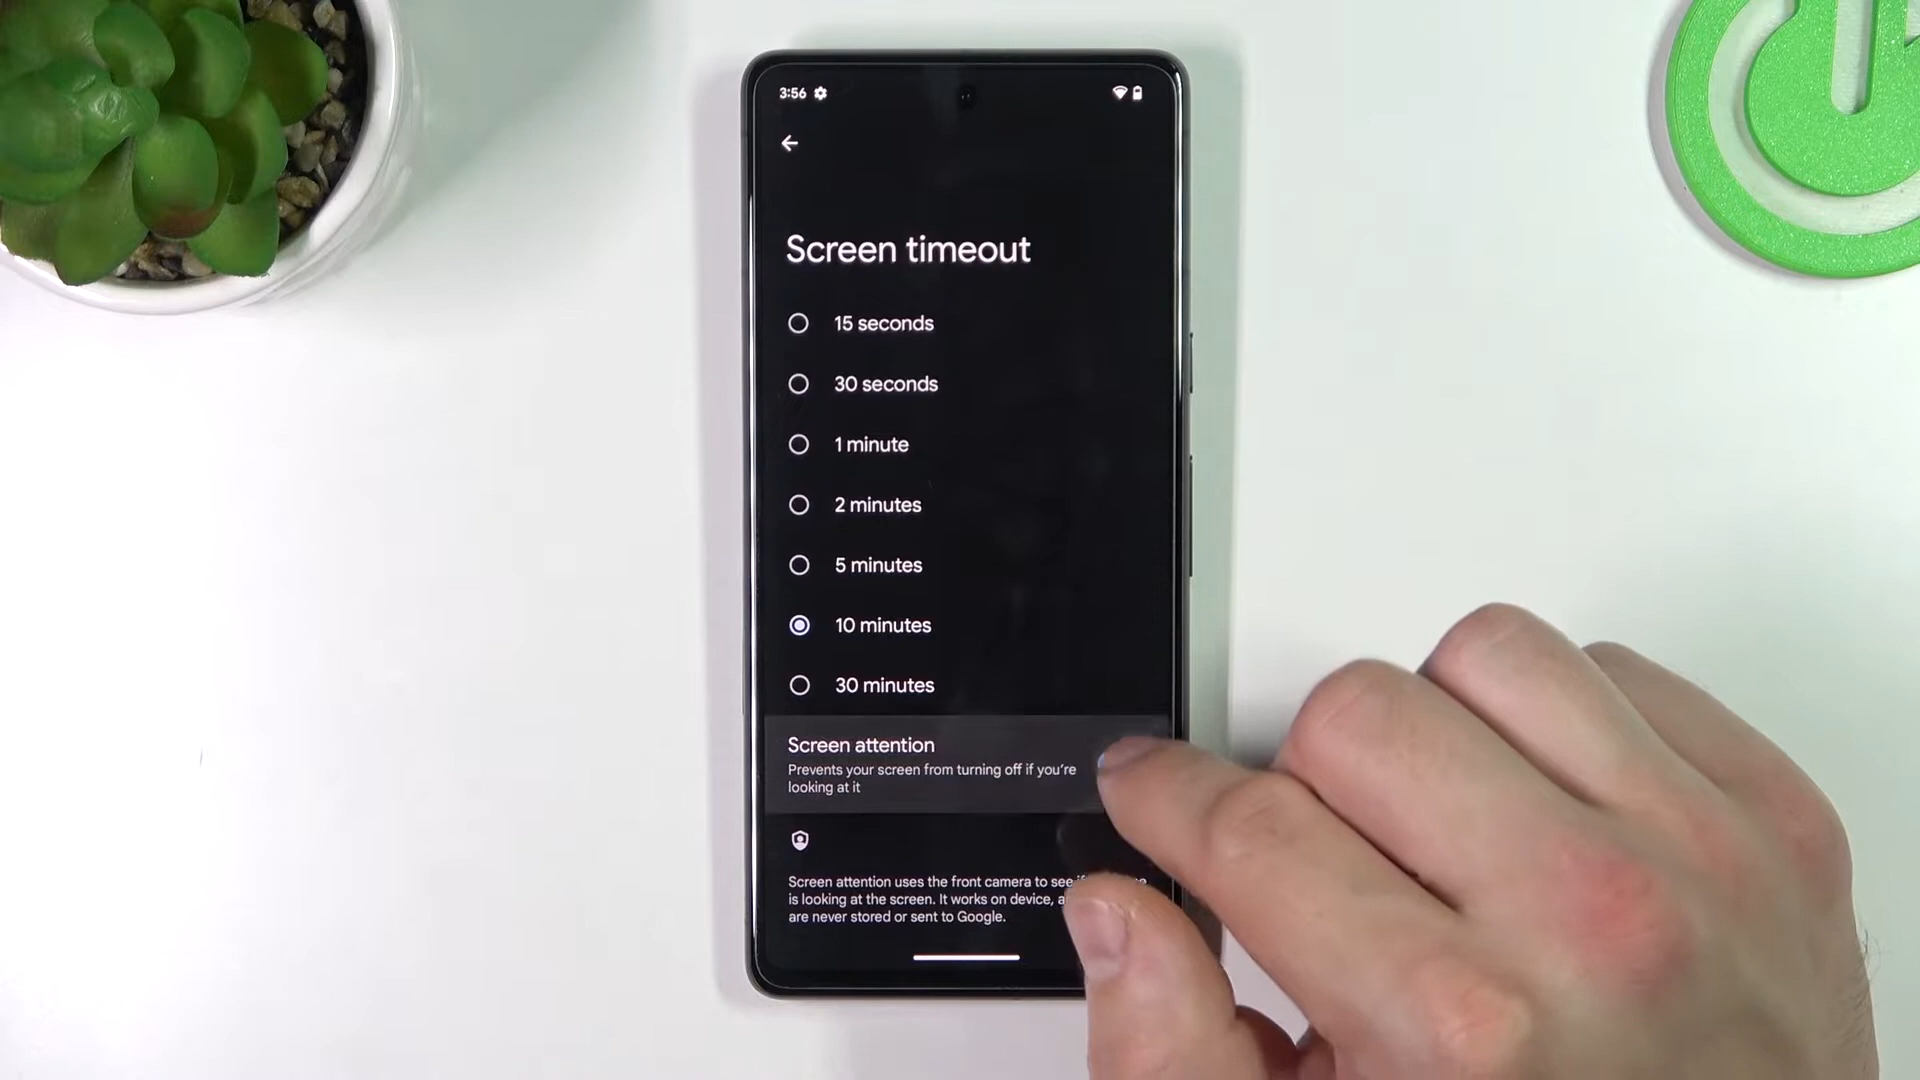 3:56
Screen timeout
15 seconds
30 seconds
1 minute
2 minutes
5 minutes
10 minutes
30 minutes
Screen attention
Prevents your screen from turning off if you're
looking at it
Screen attention uses the front camera to see
is looking at the screen. It works on device,
are never stored or sent to Google.